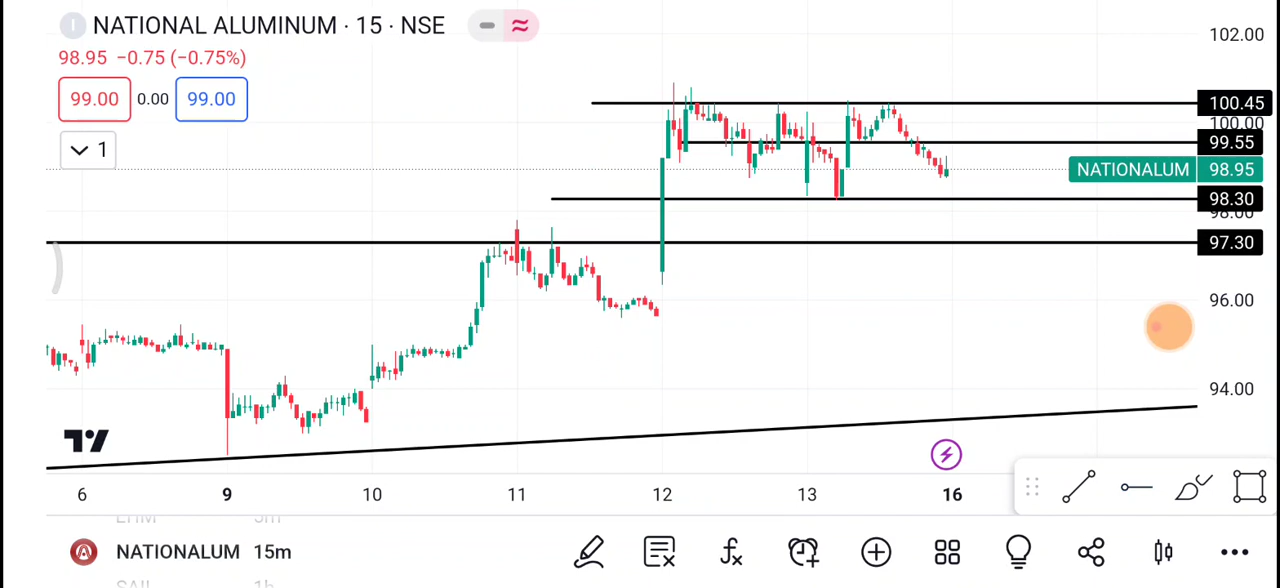 I NATIONAL ALUMINUM · 15 · NSE
98.95 −0.75 (−0.75%)
99.00 0.00 99.00
1
102.00
100.45
100.00
99.55
NATIONALUM 98.95
98.30
98.00
97.30
96.00
94.00
6 9 10 11 12 13 16
NATIONALUM 15m
SAIL 1h